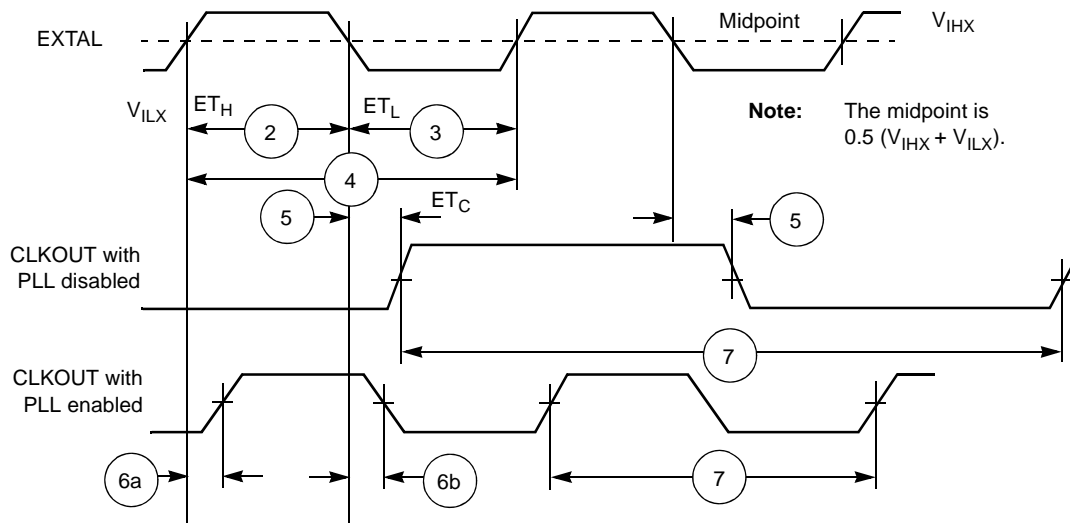 EXTAL
Midpoint
V_IHX
V_ILX
ET_H
ET_L
Note: The midpoint is
0.5 (V_IHX + V_ILX).
2
3
4
ET_C
5
5
CLKOUT with
PLL disabled
7
CLKOUT with
PLL enabled
6a
6b
7